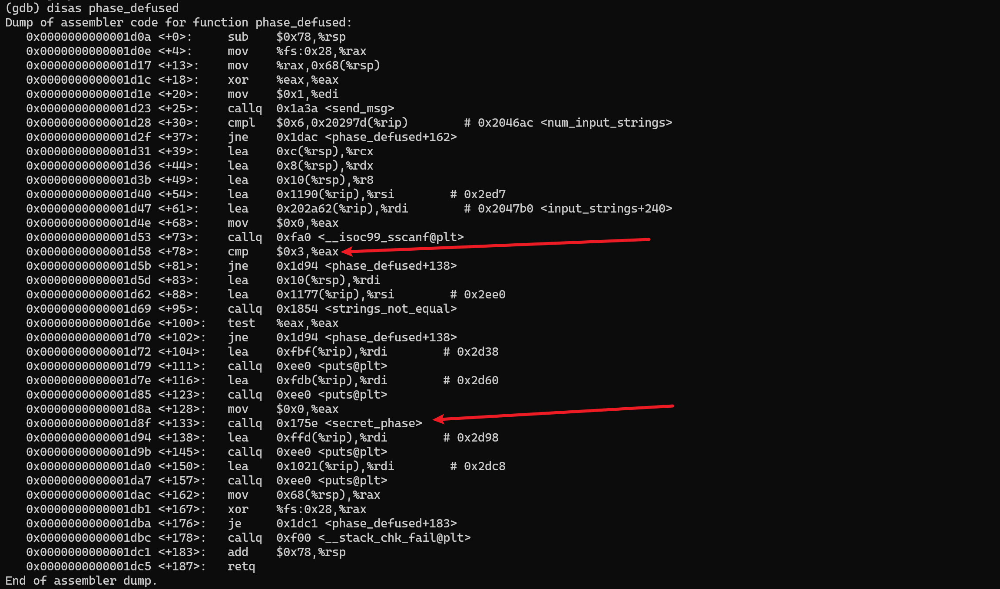 (gdb) disas phase_defused
Dump of assembler code for function phase_defused:
   0x0000000000001d0a <+0>:     sub    $0x78,%rsp
   0x0000000000001d0e <+4>:     mov    %fs:0x28,%rax
   0x0000000000001d17 <+13>:    mov    %rax,0x68(%rsp)
   0x0000000000001d1c <+18>:    xor    %eax,%eax
   0x0000000000001d1e <+20>:    mov    $0x1,%edi
   0x0000000000001d23 <+25>:    callq  0x1a3a <send_msg>
   0x0000000000001d28 <+30>:    cmpl   $0x6,0x20297d(%rip)        # 0x2046ac <num_input_strings>
   0x0000000000001d2f <+37>:    jne    0x1dac <phase_defused+162>
   0x0000000000001d31 <+39>:    lea    0xc(%rsp),%rcx
   0x0000000000001d36 <+44>:    lea    0x8(%rsp),%rdx
   0x0000000000001d3b <+49>:    lea    0x10(%rsp),%r8
   0x0000000000001d40 <+54>:    lea    0x1190(%rip),%rsi        # 0x2ed7
   0x0000000000001d47 <+61>:    lea    0x202a62(%rip),%rdi        # 0x2047b0 <input_strings+240>
   0x0000000000001d4e <+68>:    mov    $0x0,%eax
   0x0000000000001d53 <+73>:    callq  0xfa0 <__isoc99_sscanf@plt>
   0x0000000000001d58 <+78>:    cmp    $0x3,%eax
   0x0000000000001d5b <+81>:    jne    0x1d94 <phase_defused+138>
   0x0000000000001d5d <+83>:    lea    0x10(%rsp),%rdi
   0x0000000000001d62 <+88>:    lea    0x1177(%rip),%rsi        # 0x2ee0
   0x0000000000001d69 <+95>:    callq  0x1854 <strings_not_equal>
   0x0000000000001d6e <+100>:   test   %eax,%eax
   0x0000000000001d70 <+102>:   jne    0x1d94 <phase_defused+138>
   0x0000000000001d72 <+104>:   lea    0xfbf(%rip),%rdi        # 0x2d38
   0x0000000000001d79 <+111>:   callq  0xee0 <puts@plt>
   0x0000000000001d7e <+116>:   lea    0xfdb(%rip),%rdi        # 0x2d60
   0x0000000000001d85 <+123>:   callq  0xee0 <puts@plt>
   0x0000000000001d8a <+128>:   mov    $0x0,%eax
   0x0000000000001d8f <+133>:   callq  0x175e <secret_phase>
   0x0000000000001d94 <+138>:   lea    0xffd(%rip),%rdi        # 0x2d98
   0x0000000000001d9b <+145>:   callq  0xee0 <puts@plt>
   0x0000000000001da0 <+150>:   lea    0x1021(%rip),%rdi        # 0x2dc8
   0x0000000000001da7 <+157>:   callq  0xee0 <puts@plt>
   0x0000000000001dac <+162>:   mov    0x68(%rsp),%rax
   0x0000000000001db1 <+167>:   xor    %fs:0x28,%rax
   0x0000000000001dba <+176>:   je     0x1dc1 <phase_defused+183>
   0x0000000000001dbc <+178>:   callq  0xf00 <__stack_chk_fail@plt>
   0x0000000000001dc1 <+183>:   add    $0x78,%rsp
   0x0000000000001dc5 <+187>:   retq
End of assembler dump.